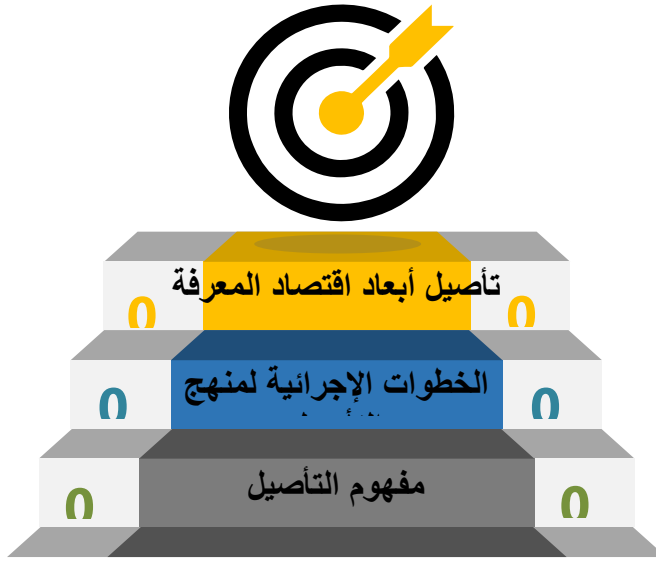 تأصيل أبعاد اقتصاد المعرفة
0 0
الخطوات الإجرائية لمنهج
0 0
مفهوم التأصيل
0 0